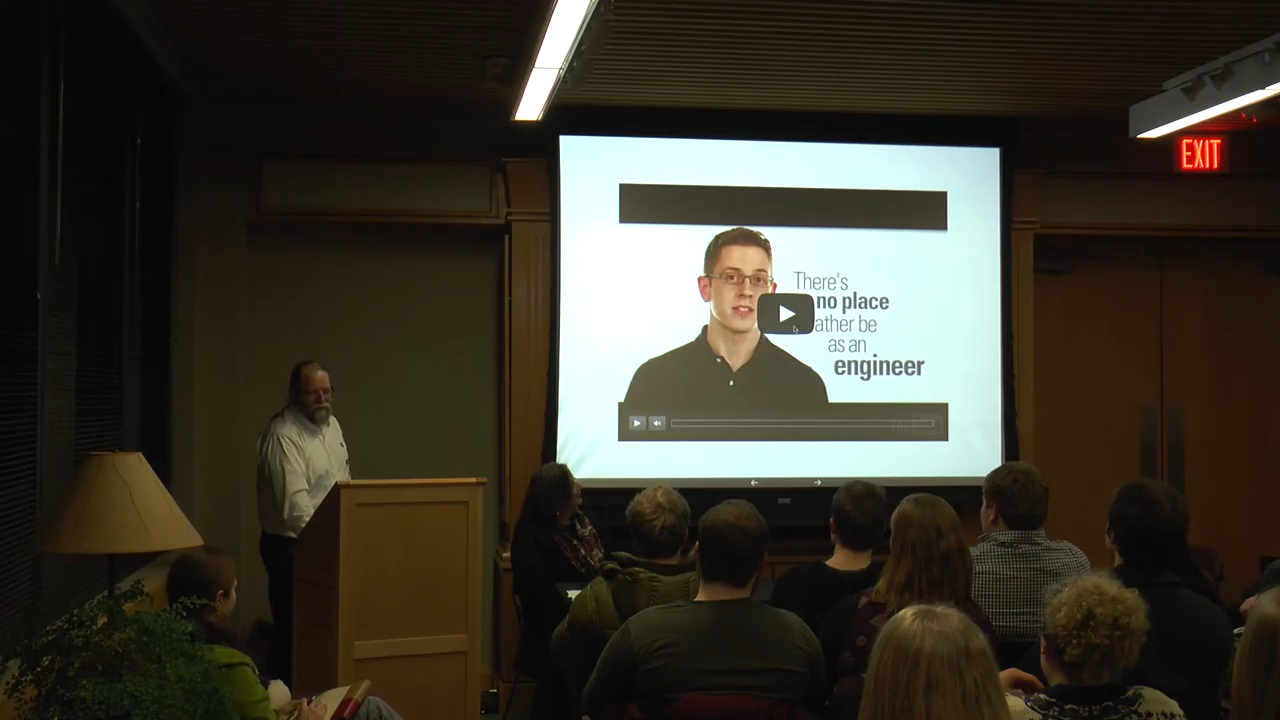 EXIT
There's
no place
ather be
as an
engineer